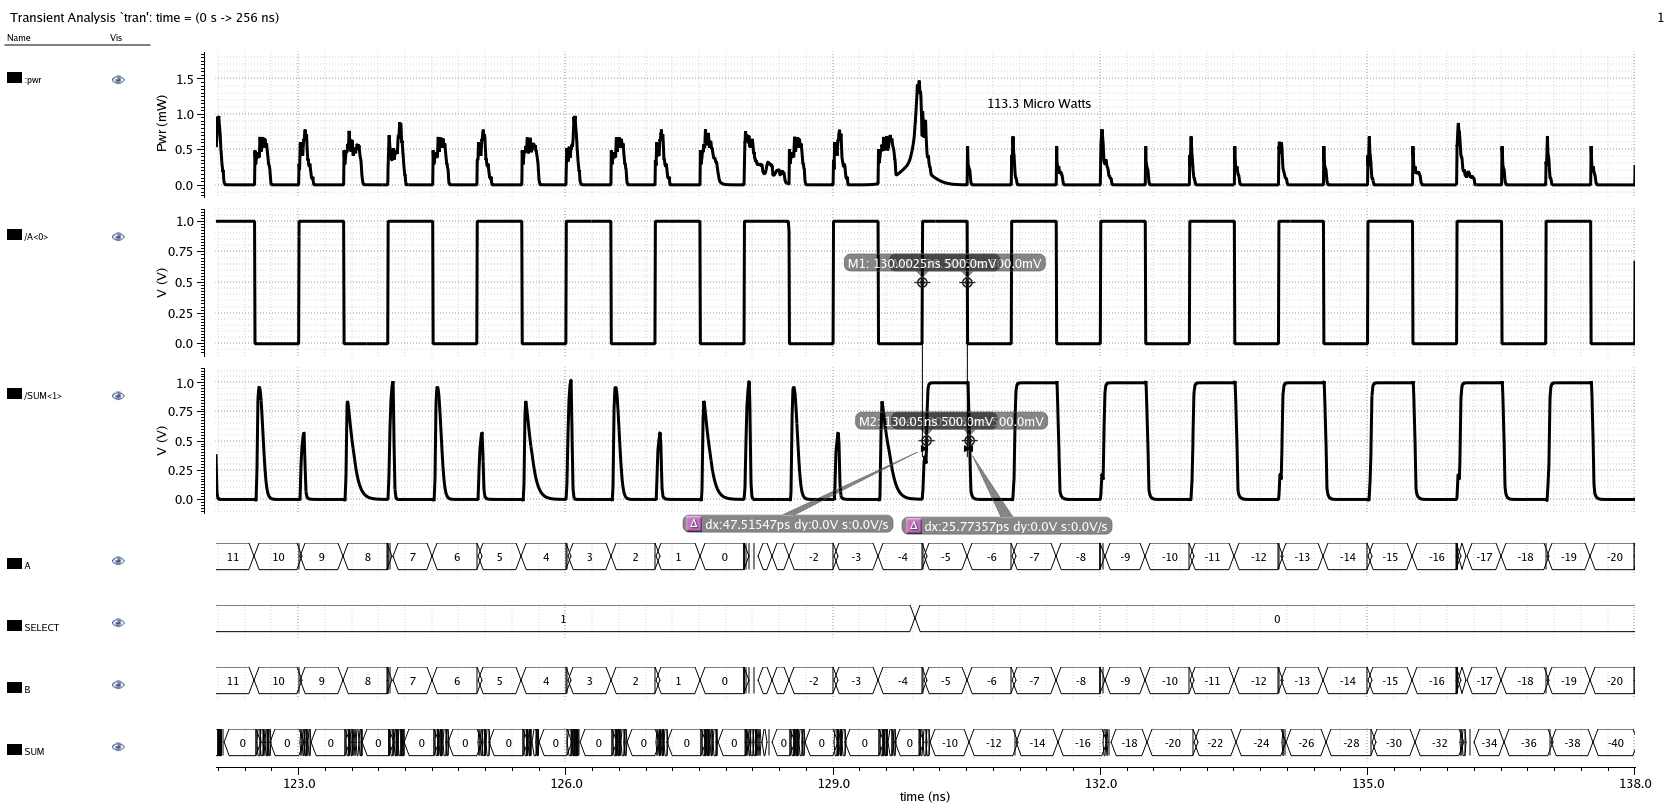 Transient Analysis `tran': time = (0 s -> 256 ns)
1
Name Vis
:pwr
Pwr (mW)
1.5
1.0
0.5
0.0
113.3 Micro Watts
/A<0>
V (V)
1.0
0.75
0.5
0.25
0.0
M1: 130.0025ns 500.0mV 00.0mV
/SUM<1>
V (V)
1.0
0.75
0.5
0.25
0.0
M2: 130.05ns 500.0mV 00.0mV
Δ dx:47.51547ps dy:0.0V s:0.0V/s
Δ dx:25.77357ps dy:0.0V s:0.0V/s
A
11 10 9 8 7 6 5 4 3 2 1 0 -2 -3 -4 -5 -6 -7 -8 -9 -10 -11 -12 -13 -14 -15 -16 -17 -18 -19 -20
SELECT
1 0
B
11 10 9 8 7 6 5 4 3 2 1 0 -2 -3 -4 -5 -6 -7 -8 -9 -10 -11 -12 -13 -14 -15 -16 -17 -18 -19 -20
SUM
0 0 0 0 0 0 0 0 0 0 0 0 0 0 0 0 -10 -12 -14 -16 -18 -20 -22 -24 -26 -28 -30 -32 -34 -36 -38 -40
123.0 126.0 129.0 132.0 135.0 138.0
time (ns)